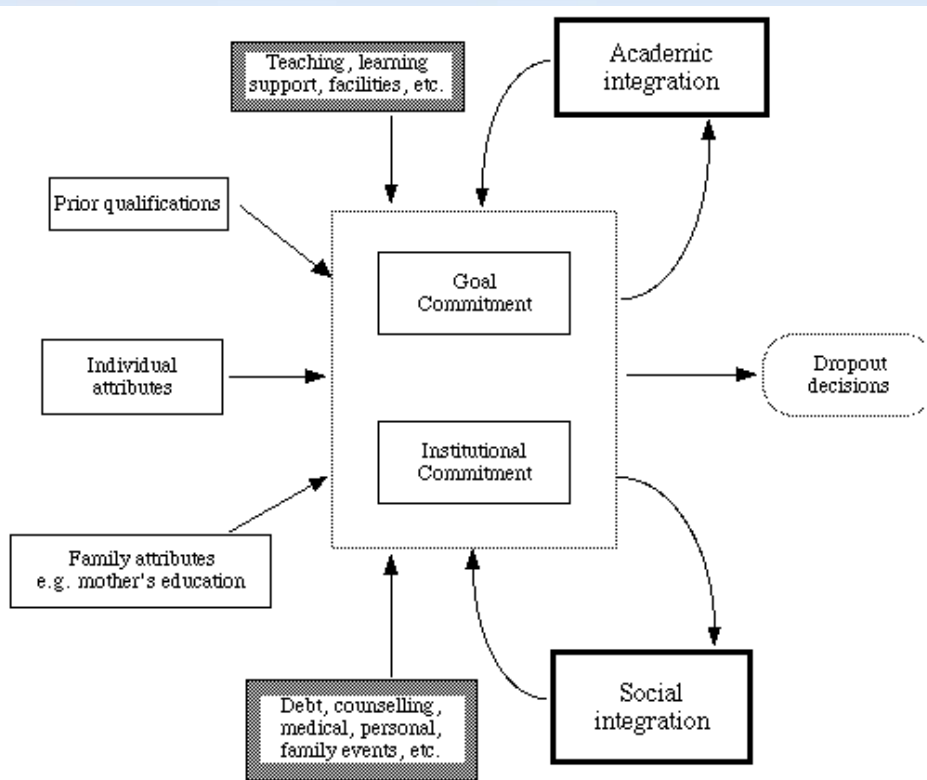 Teaching, learning
support, facilities, etc.
Academic
integration
Prior qualifications
Goal
Commitment
Individual
attributes
Dropout
decisions
Institutional
Commitment
Family attributes
e.g. mother's education
Debt, counselling,
medical, personal,
family events, etc.
Social
integration